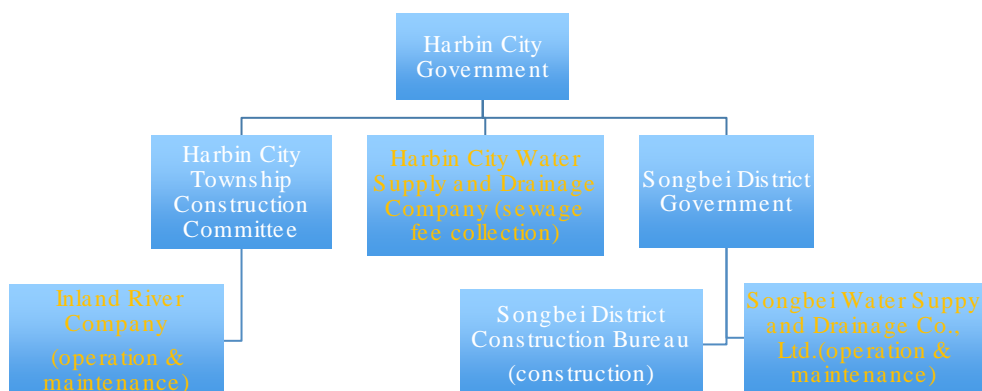 Harbin City
Government
Harbin City
Township
Construction
Committee
Harbin City Water
Supply and Drainage
Company (sewage
fee collection)
Songbei District
Government
Inland River
Company
(operation &
maintenance)
Songbei District
Construction Bureau
(construction)
Songbei Water Suppy
and Drainage Co.,
Ltd.(operation &
maintenance)